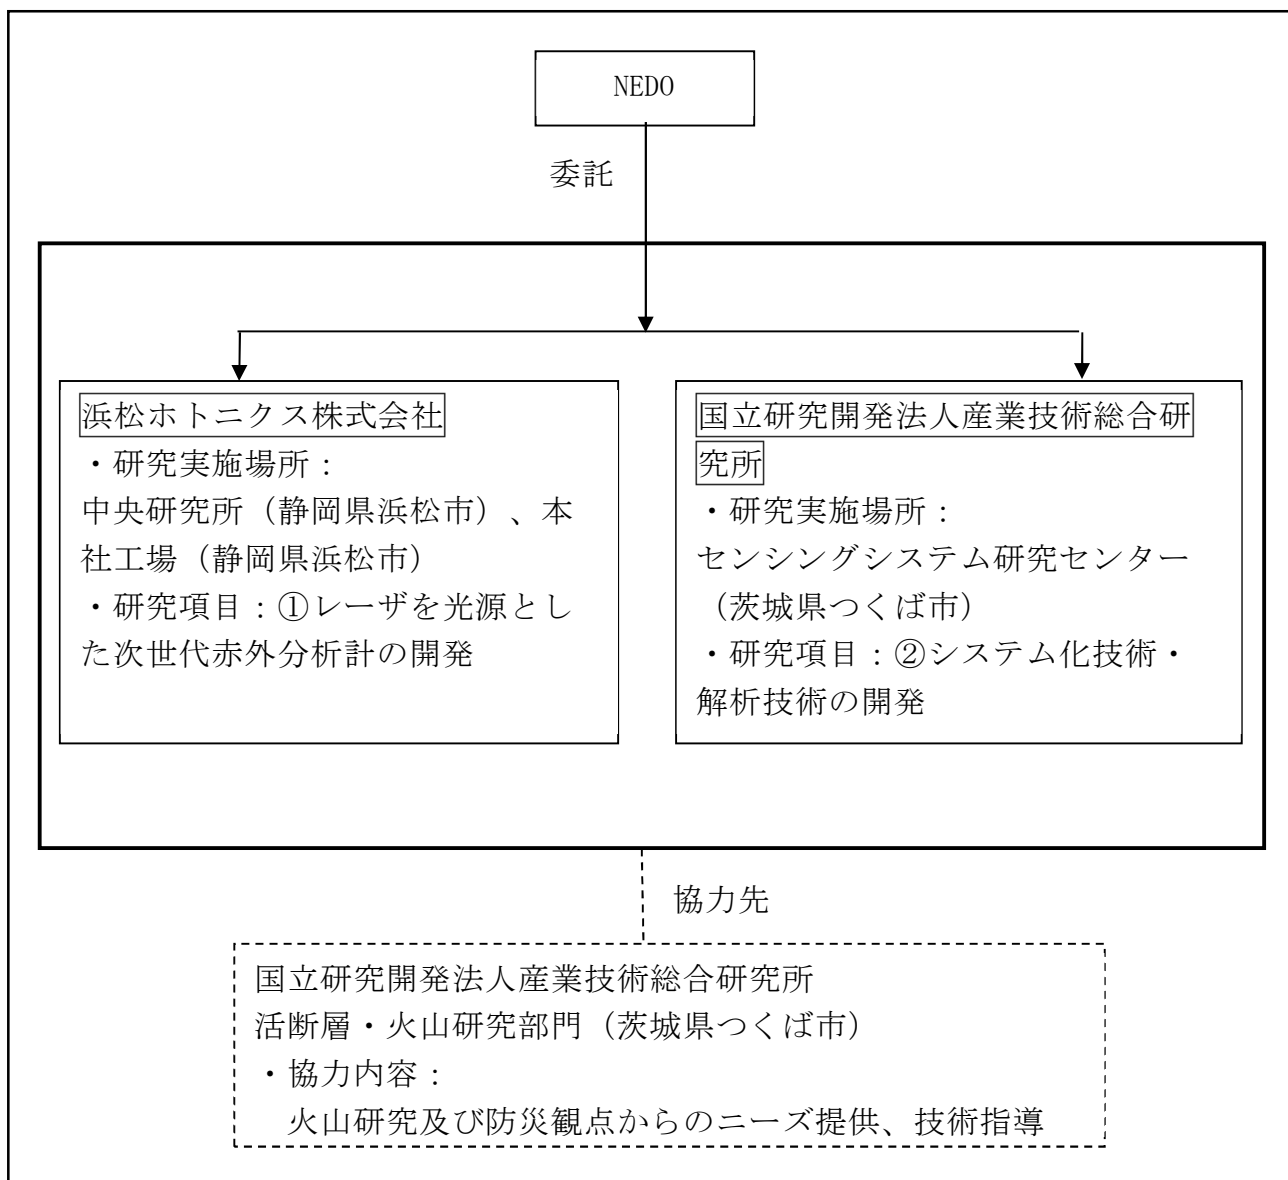 NEDO
委託
浜松ホトニクス株式会社
・研究実施場所：
中央研究所（静岡県浜松市）、本
社工場（静岡県浜松市）
・研究項目：①レーザを光源とし
た次世代赤外分析計の開発
国立研究開発法人産業技術総合研
究所
・研究実施場所：
センシングシステム研究センター
（茨城県つくば市）
・研究項目：②システム化技術・
解析技術の開発
協力先
国立研究開発法人産業技術総合研究所
活断層・火山研究部門（茨城県つくば市）
・協力内容：
火山研究及び防災観点からのニーズ提供、技術指導